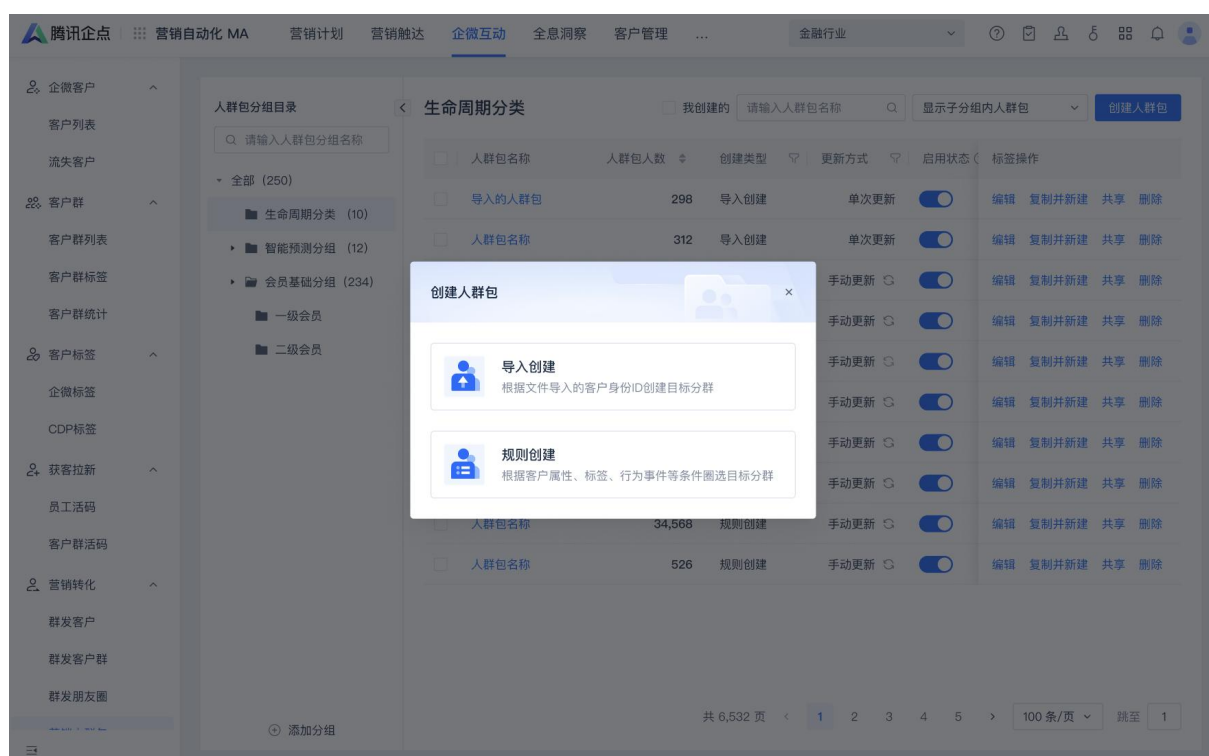 腾讯企点 营销自动化 MA 营销计划 营销触达 企微互动 全息洞察 客户管理 ... 金融行业
企微客户
客户列表
流失客户
客户群
客户群列表
客户群标签
客户群统计
客户标签
企微标签
CDP标签
获客拉新
员工活码
客户群活码
营销转化
群发客户
群发客户群
群发朋友圈
人群包分组目录
请输入人群包分组名称
全部 (250)
生命周期分类 (10)
智能预测分组 (12)
会员基础分组 (234)
一级会员
二级会员
添加分组
生命周期分类 我创建的 请输入人群包名称 显示子分组内人群包 创建人群包
人群包名称 人群包人数 创建类型 更新方式 启用状态 标签操作
导入的人群包 298 导入创建 单次更新 编辑 复制并新建 共享 删除
人群包名称 312 导入创建 单次更新 编辑 复制并新建 共享 删除
手动更新 编辑 复制并新建 共享 删除
手动更新 编辑 复制并新建 共享 删除
手动更新 编辑 复制并新建 共享 删除
手动更新 编辑 复制并新建 共享 删除
手动更新 编辑 复制并新建 共享 删除
手动更新 编辑 复制并新建 共享 删除
人群包名称 34,568 规则创建 手动更新 编辑 复制并新建 共享 删除
人群包名称 526 规则创建 手动更新 编辑 复制并新建 共享 删除
创建人群包
导入创建
根据文件导入的客户身份ID创建目标分群
规则创建
根据客户属性、标签、行为事件等条件圈选目标分群
共 6,532 页 1 2 3 4 5 100 条/页 跳至 1